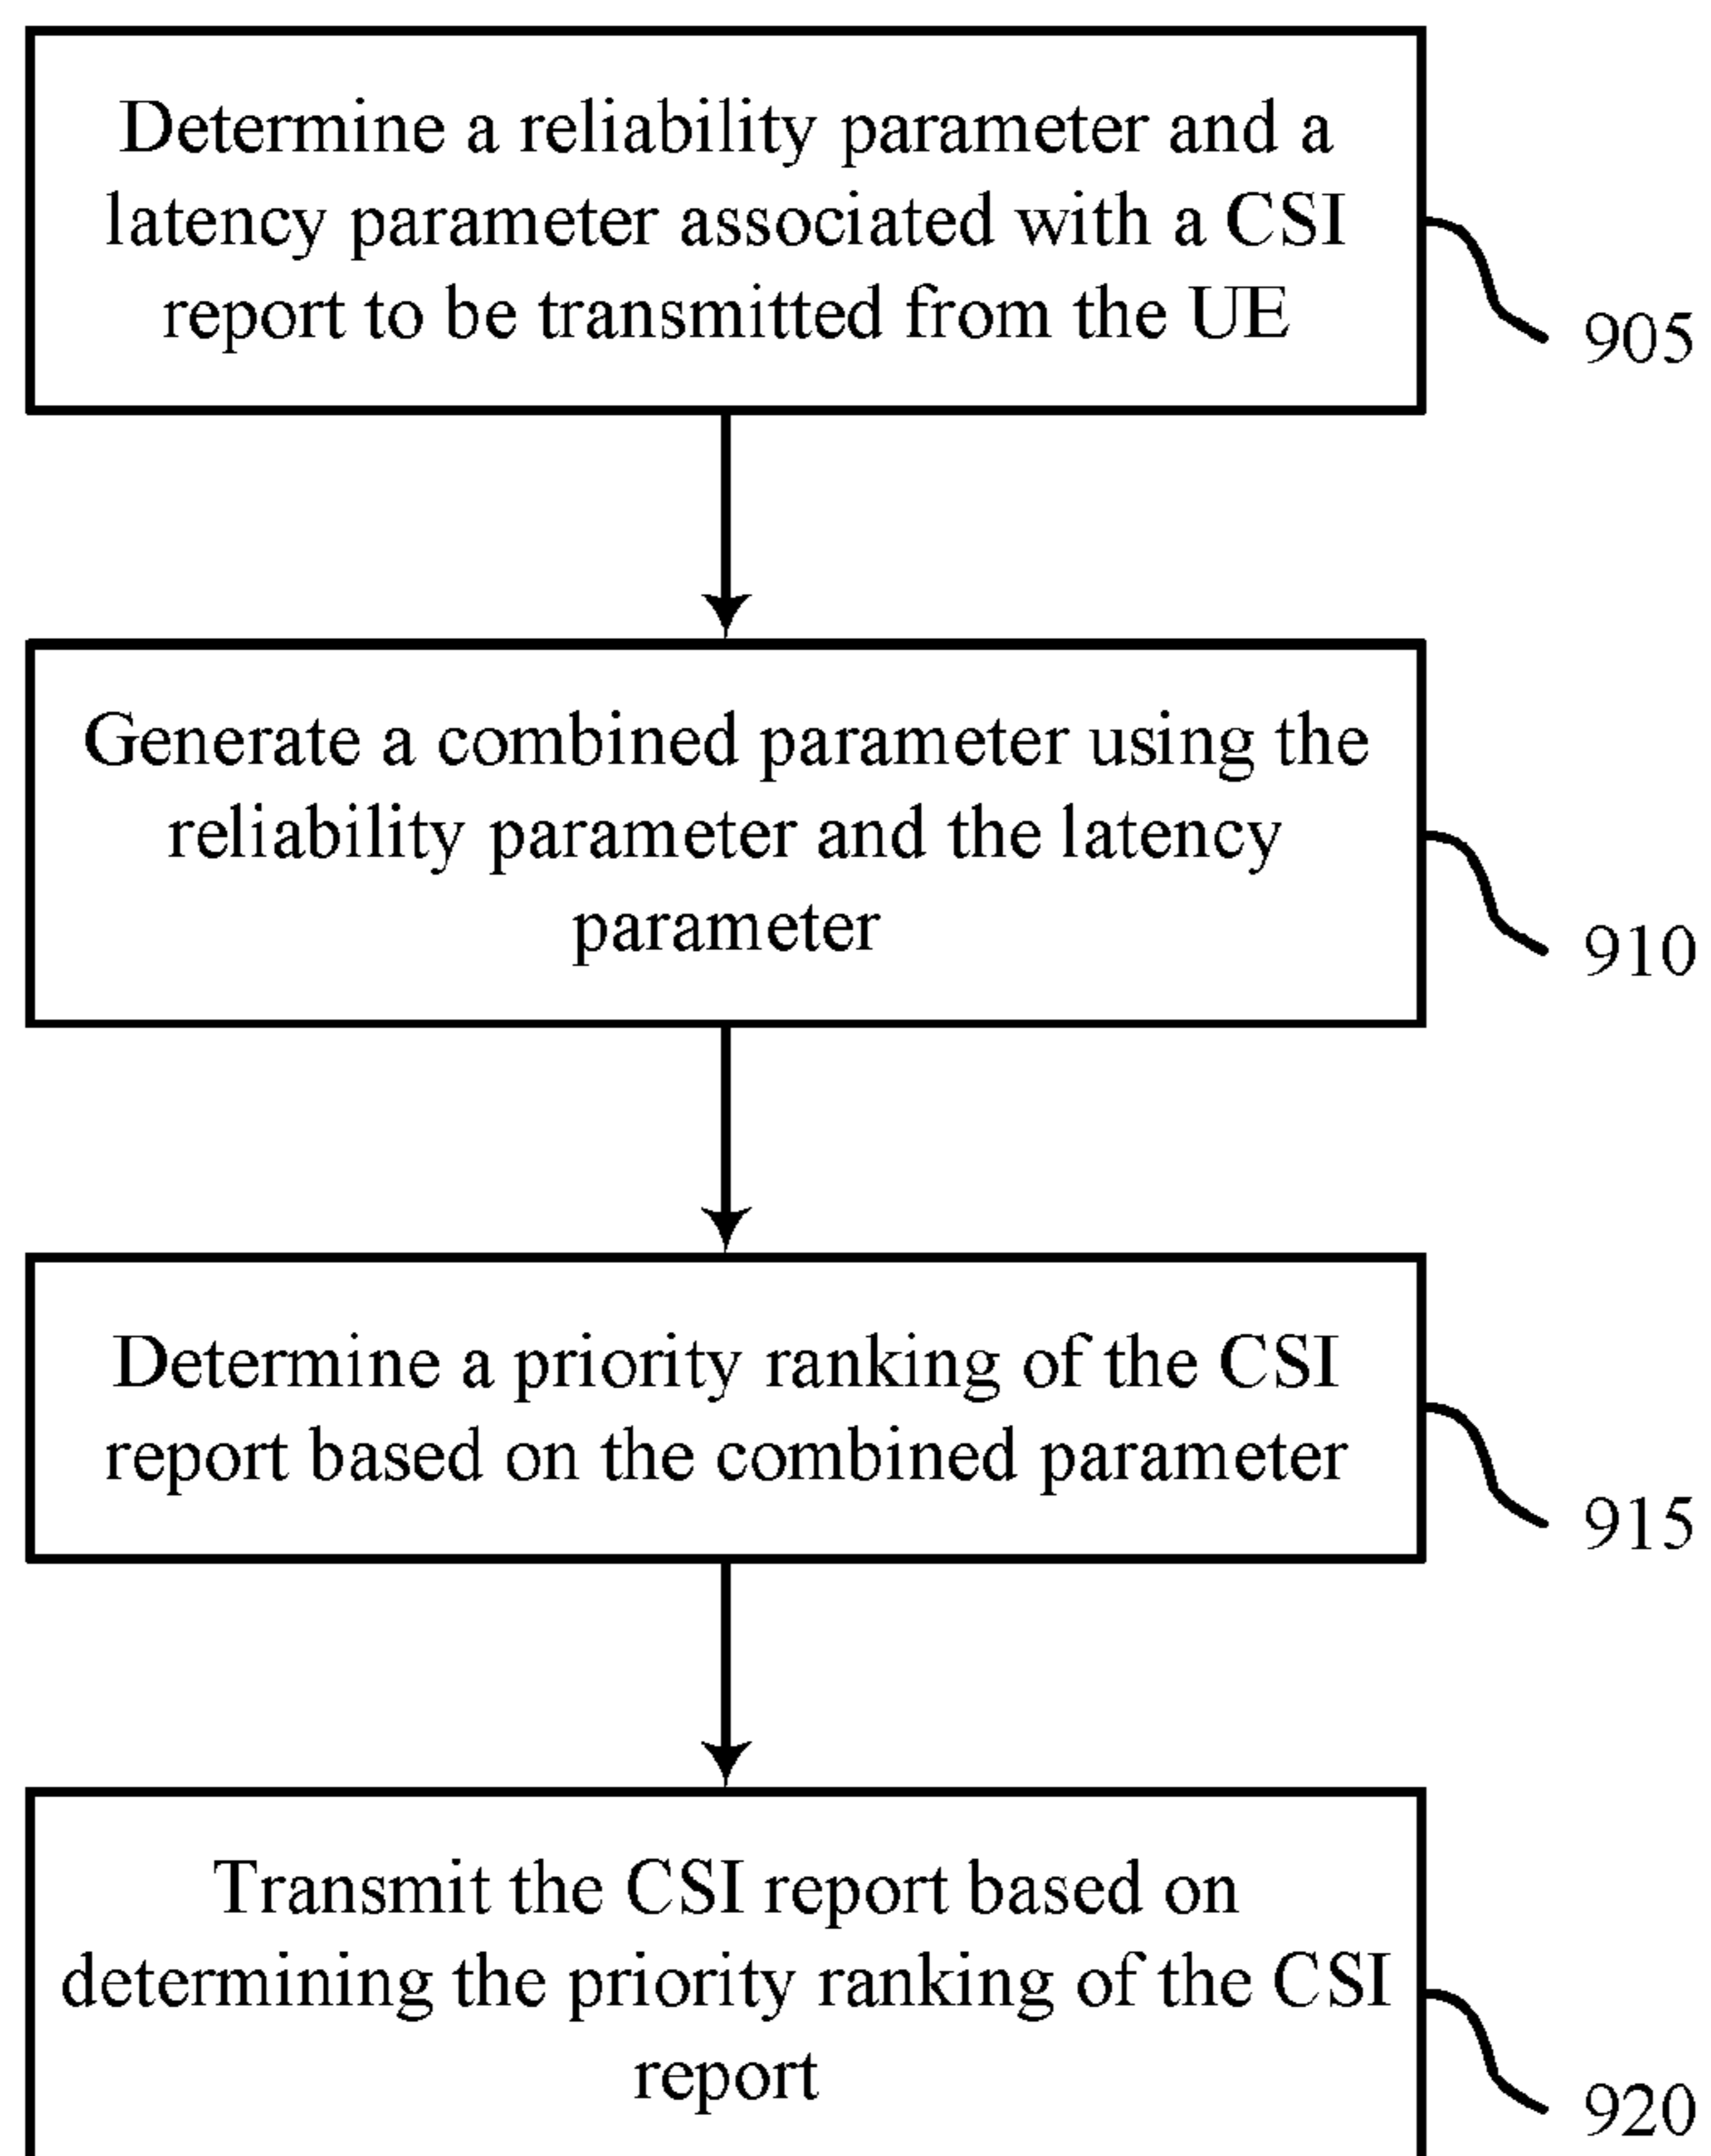 Determine a reliability parameter and a
latency parameter associated with a CSI
report to be transmitted from the UE
905
Generate a combined parameter using the
reliability parameter and the latency
parameter
910
Determine a priority ranking of the CSI
report based on the combined parameter
915
Transmit the CSI report based on
determining the priority ranking of the CSI
report
920